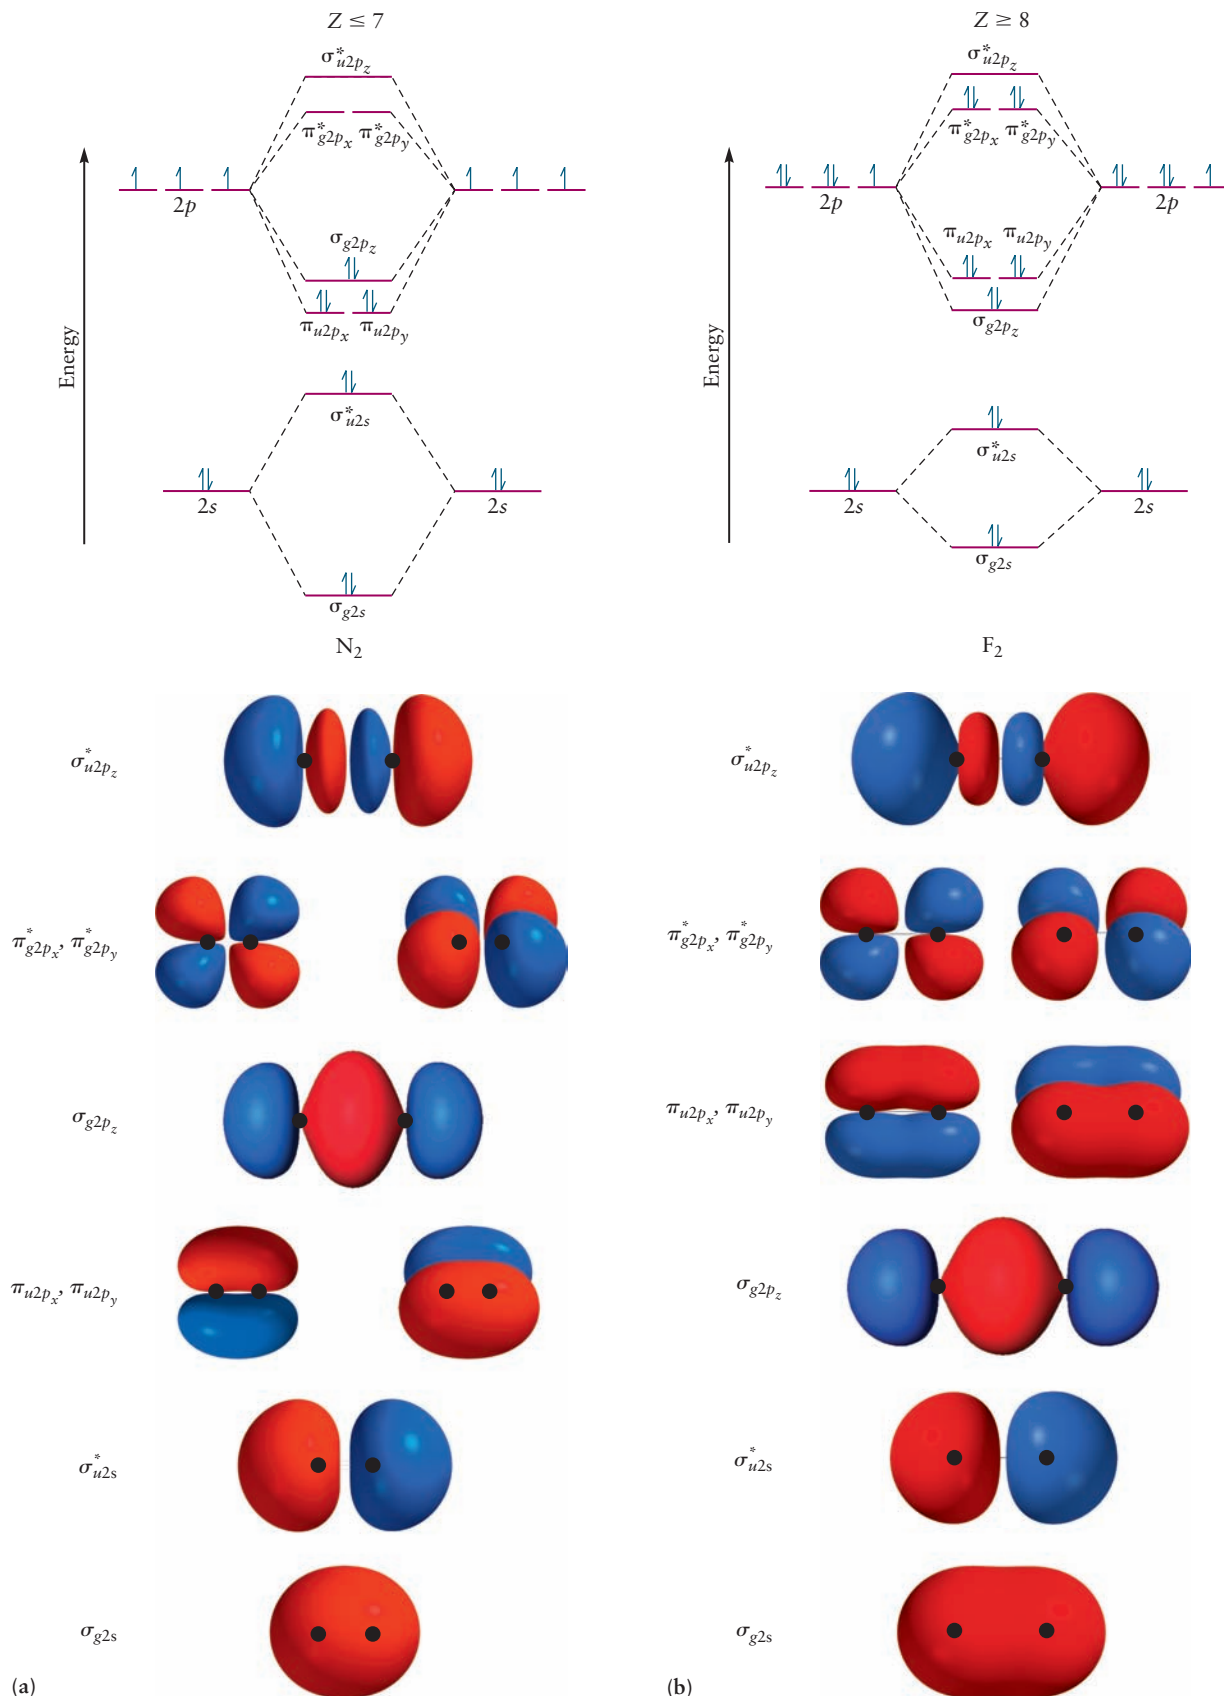 Z ≤ 7
σ*u2pz
π*g2px π*g2py
2p
σg2pz
πu2px πu2py
Energy
σ*u2s
2s 2s
σg2s
N2
σ*u2pz
π*g2px, π*g2py
σg2pz
πu2px, πu2py
σ*u2s
σg2s
(a)
Z ≥ 8
σ*u2pz
π*g2px π*g2py
2p 2p
πu2px πu2py
σg2pz
Energy
σ*u2s
2s 2s
σg2s
F2
σ*u2pz
π*g2px, π*g2py
πu2px, πu2py
σg2pz
σ*u2s
σg2s
(b)